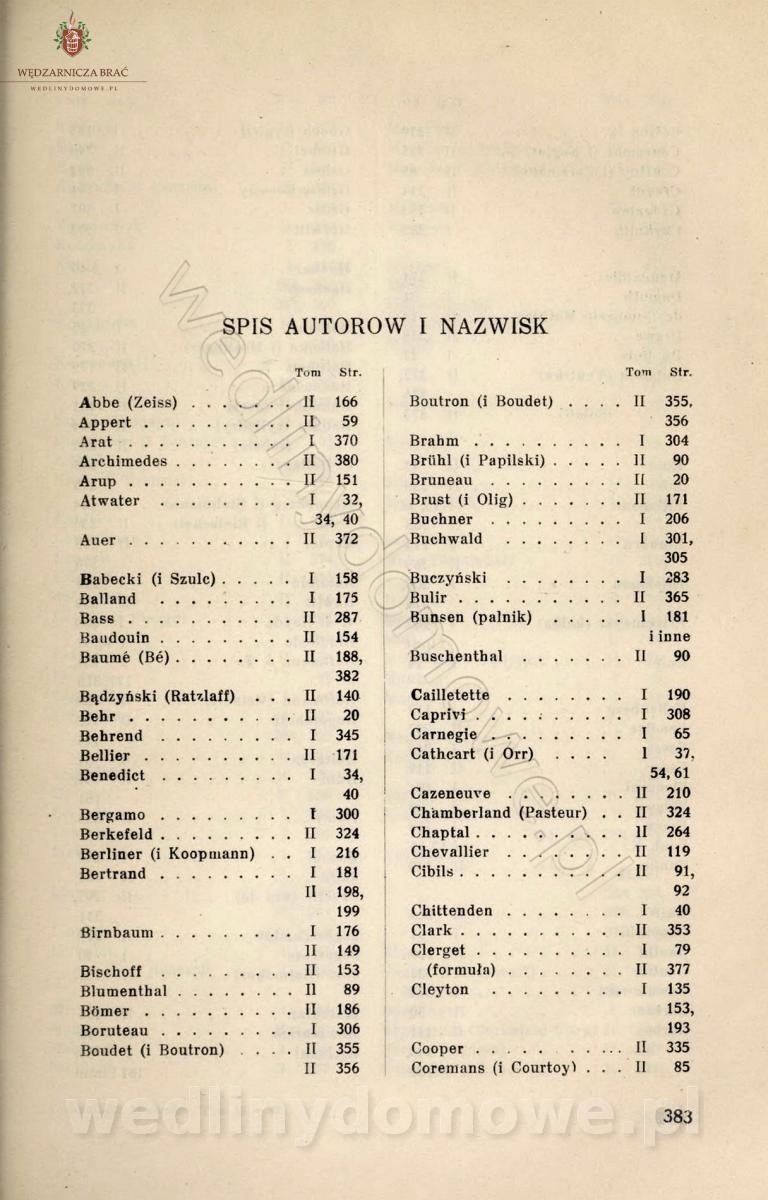 WĘDZARNICZA BRAĆ
WEDLINYDOMOWE.PL
SPIS AUTOROW I NAZWISK
Tom Str.
Abbe (Zeiss) . . . . . . . II 166
Appert . . . . . . . . . . II 59
Arat . . . . . . . . . . . I 370
Archimedes . . . . . . . . II 380
Arup . . . . . . . . . . . II 151
Atwater . . . . . . . . . I 32,
34, 40
Auer . . . . . . . . . . . II 372
Babecki (i Szulc) . . . . . I 158
Balland . . . . . . . . . I 175
Bass . . . . . . . . . . . II 287
Baudouin . . . . . . . . . II 154
Baumé (Bé) . . . . . . . . II 188,
382
Bądzyński (Ratzlaff) . . . II 140
Behr . . . . . . . . . . . II 20
Behrend . . . . . . . . . I 345
Bellier . . . . . . . . . . II 171
Benedict . . . . . . . . . I 34,
40
Bergamo . . . . . . . . . I 300
Berkefeld . . . . . . . . . II 324
Berliner (i Koopmann) . . I 216
Bertrand . . . . . . . . . I 181
II 198,
199
Birnbaum . . . . . . . . . I 176
II 149
Bischoff . . . . . . . . . II 153
Blumenthal . . . . . . . . II 89
Bömer . . . . . . . . . . II 186
Boruteau . . . . . . . . . I 306
Boudet (i Boutron) . . . . II 355
II 356
Tom Str.
Boutron (i Boudet) . . . . II 355,
356
Brahm . . . . . . . . . . I 304
Brühl (i Papilski) . . . . . II 90
Bruneau . . . . . . . . . II 20
Brust (i Olig) . . . . . . . II 171
Buchner . . . . . . . . . I 206
Buchwald . . . . . . . . I 301,
305
Buczyński . . . . . . . . I 283
Bulir . . . . . . . . . . . II 365
Bunsen (palnik) . . . . . I 181
i inne
Buschenthal . . . . . . . II 90
Cailletette . . . . . . . . I 190
Caprivi . . . . . . . . . . I 308
Carnegie . . . . . . . . . I 65
Cathcart (i Orr) . . . . I 37,
54, 61
Cazeneuve . . . . . . . . II 210
Chamberland (Pasteur) . . II 324
Chaptal . . . . . . . . . . II 264
Chevallier . . . . . . . . II 119
Cibils . . . . . . . . . . . II 91,
92
Chittenden . . . . . . . . I 40
Clark . . . . . . . . . . . II 353
Clerget . . . . . . . . . . I 79
(formuła) . . . . . . . . II 377
Cleyton . . . . . . . . . I 135
153,
193
Cooper . . . . . . . . . . . II 335
Coremans (i Courtoy) . . . II 85
wedlinydomowe.pl
wedlinydomowe.pl
383